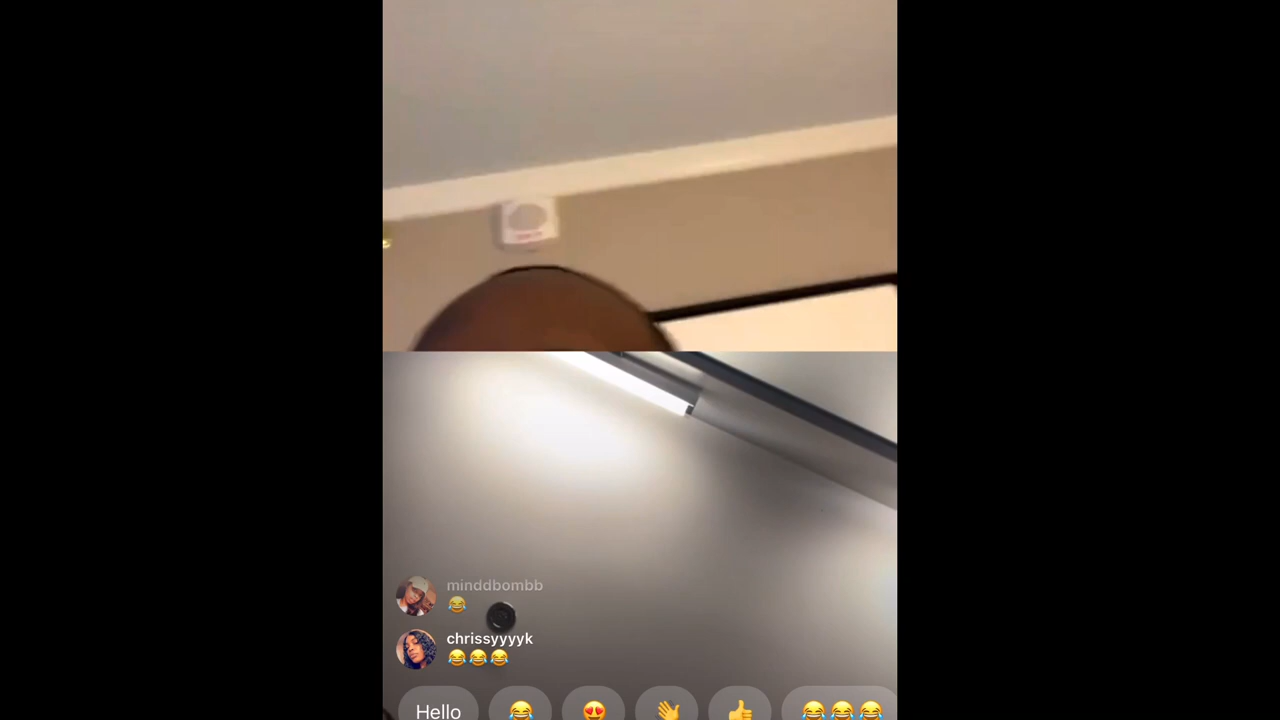 minddbombb
😂
chrissyyyyk
😂😂😂
Hello 😂 😍 👋 👍 😂😂😂